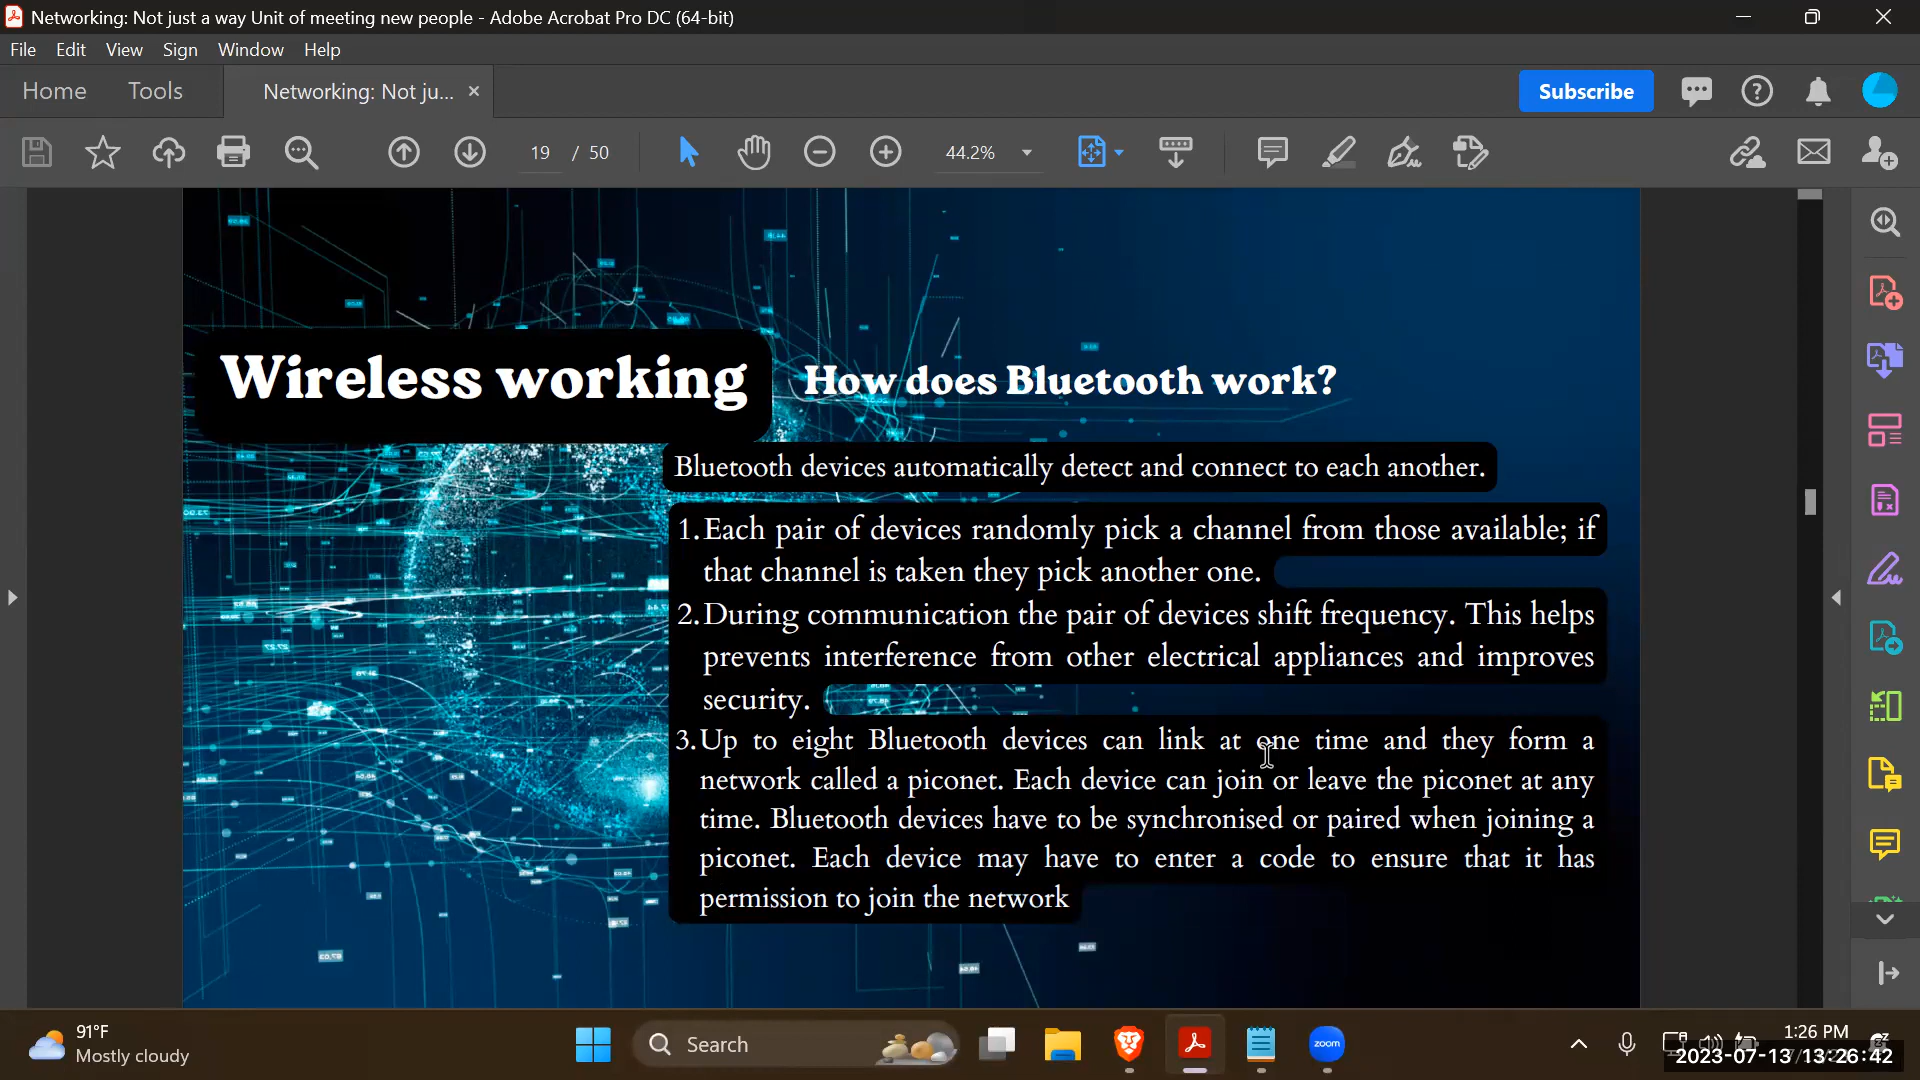 Networking: Not just a way Unit of meeting new people - Adobe Acrobat Pro DC (64-bit)
File Edit View Sign Window Help
Home Tools Networking: Not ju... ×
Subscribe
19 / 50 44.2%
Wireless working
How does Bluetooth work?
Bluetooth devices automatically detect and connect to each another.
1. Each pair of devices randomly pick a channel from those available; if
that channel is taken they pick another one.
2. During communication the pair of devices shift frequency. This helps
prevents interference from other electrical appliances and improves
security.
3. Up to eight Bluetooth devices can link at one time and they form a
network called a piconet. Each device can join or leave the piconet at any
time. Bluetooth devices have to be synchronised or paired when joining a
piconet. Each device may have to enter a code to ensure that it has
permission to join the network
91°F
Mostly cloudy
Search
zoom
1:26 PM
2023-07-13 13:26:42